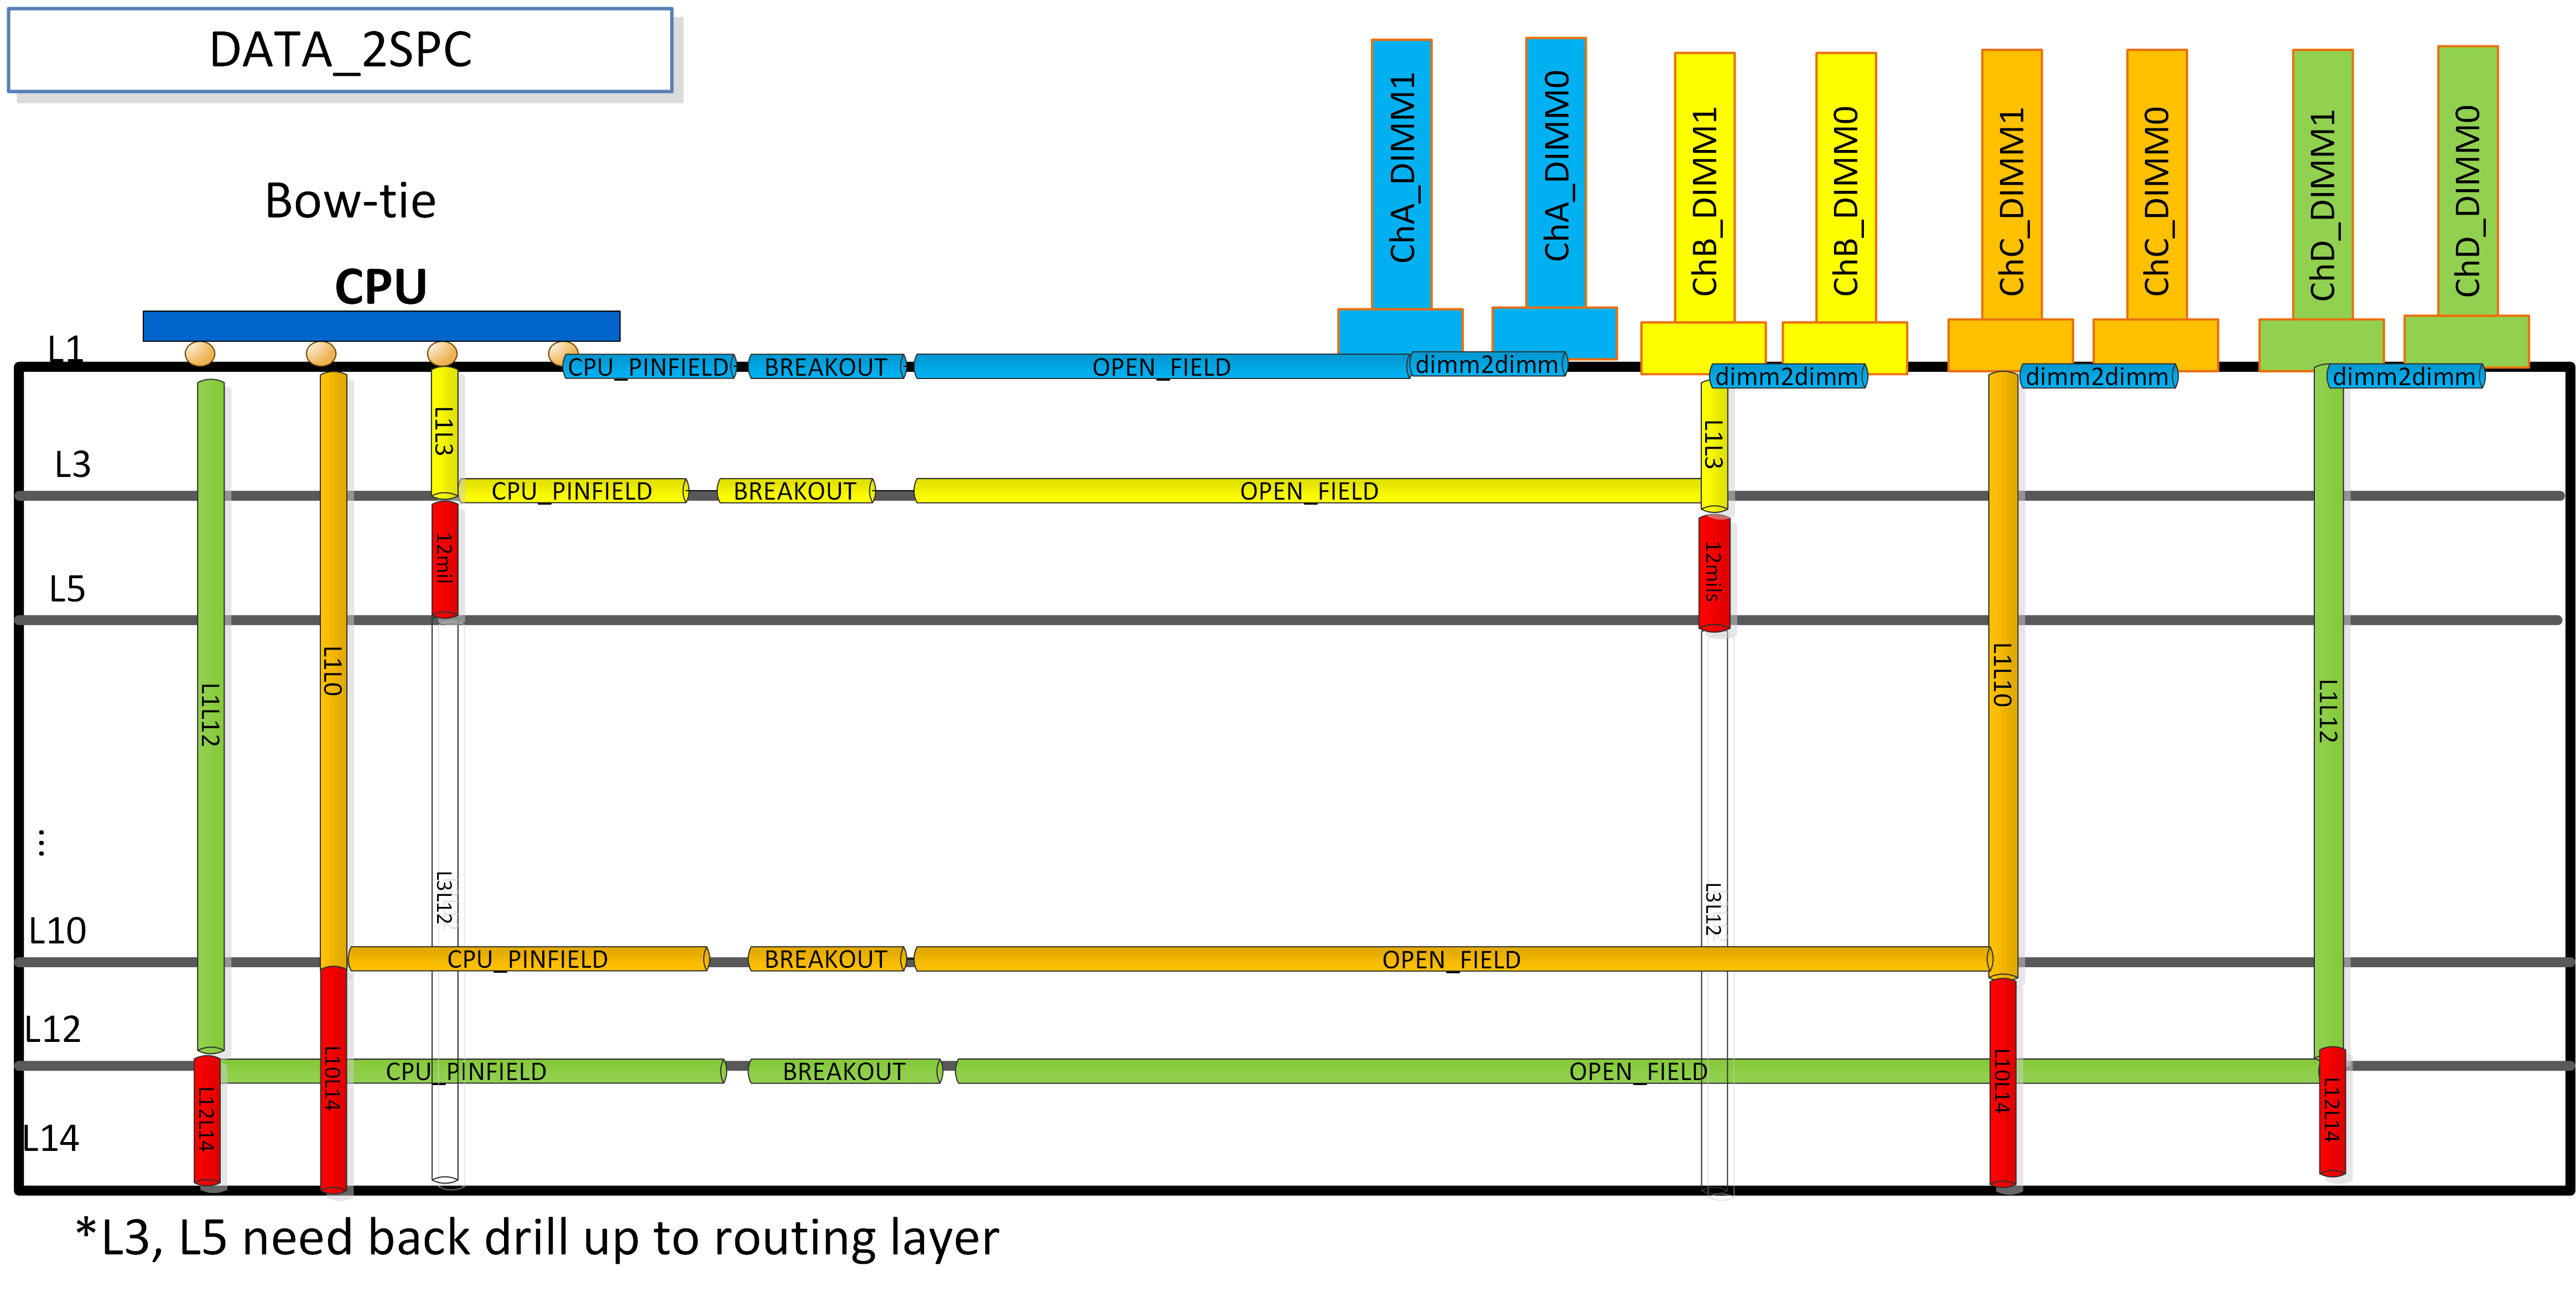 DATA_2SPC
Bow-tie
CPU
ChA_DIMM1
ChA_DIMM0
ChB_DIMM1
ChB_DIMM0
ChC_DIMM1
ChC_DIMM0
ChD_DIMM1
ChD_DIMM0
L1
CPU_PINFIELD
BREAKOUT
OPEN_FIELD
dimm2dimm
dimm2dimm
dimm2dimm
dimm2dimm
L1L3
L1L3
L3
CPU_PINFIELD
BREAKOUT
OPEN_FIELD
12mil
12mils
L5
L1L12
L1L0
L1L10
L1L12
...
L3L12
L3L12
L10
CPU_PINFIELD
BREAKOUT
OPEN_FIELD
L12
CPU_PINFIELD
BREAKOUT
OPEN_FIELD
L12L14
L10L14
L10L14
L12L14
L14
*L3, L5 need back drill up to routing layer